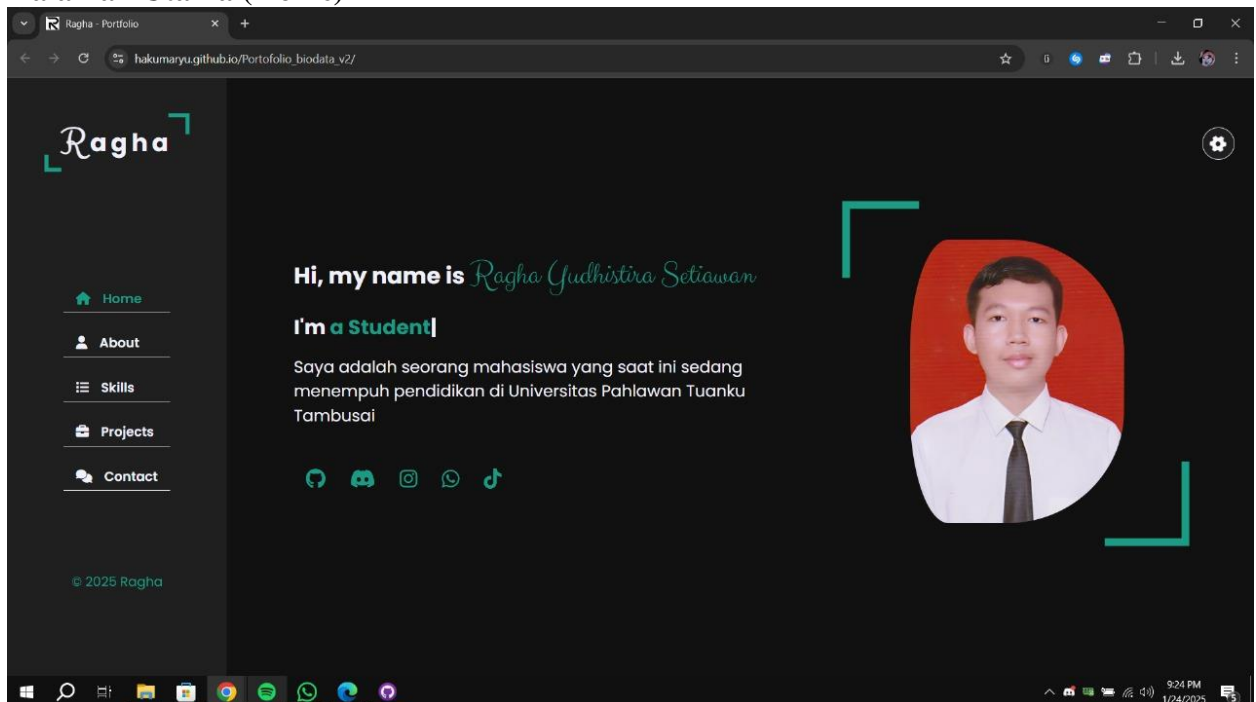 Ragha - Portfolio
hakumaryu.github.io/Portofolio_biodata_v2/
Ragha
Home
About
Skills
Projects
Contact
© 2025 Ragha
Hi, my name is Ragha Yudhistira Setiawan
I'm a Student
Saya adalah seorang mahasiswa yang saat ini sedang
menempuh pendidikan di Universitas Pahlawan Tuanku
Tambusai
9:24 PM
1/24/2025